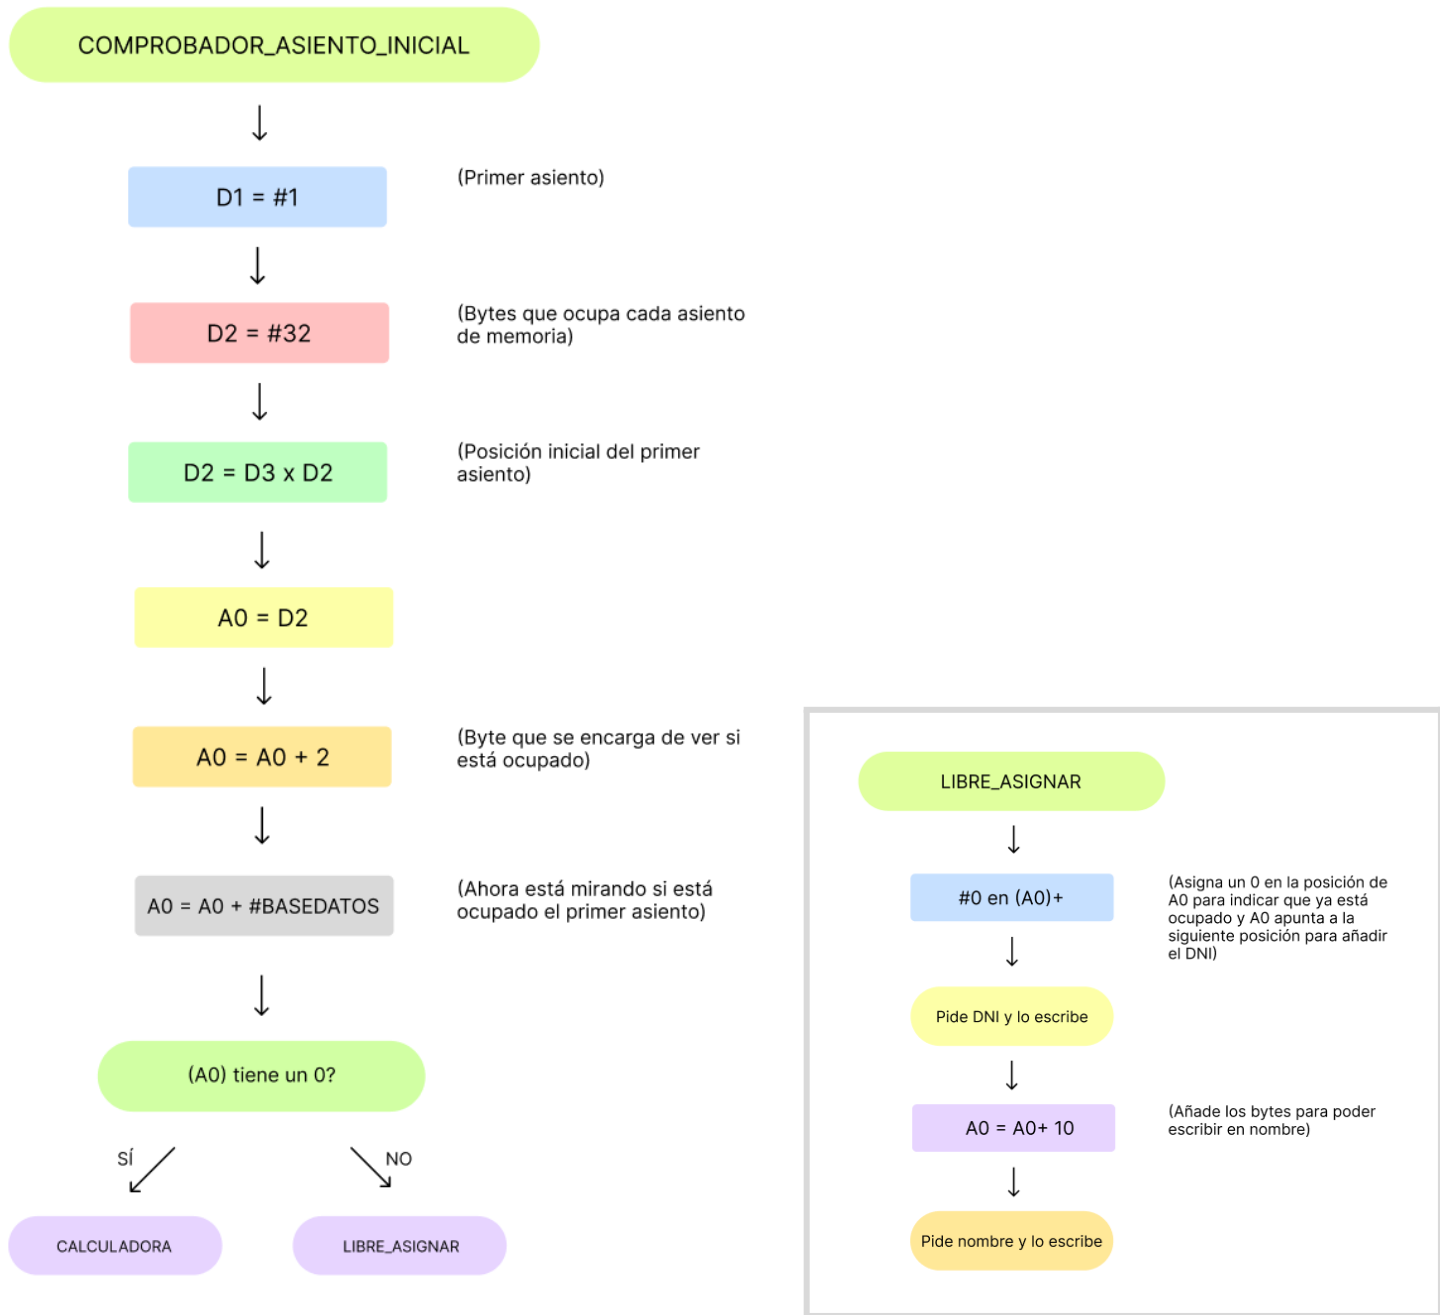 COMPROBADOR_ASIENTO_INICIAL
D1 = #1
(Primer asiento)
D2 = #32
(Bytes que ocupa cada asiento
de memoria)
D2 = D3 x D2
(Posición inicial del primer
asiento)
A0 = D2
A0 = A0 + 2
(Byte que se encarga de ver si
está ocupado)
A0 = A0 + #BASEDATOS
(Ahora está mirando si está
ocupado el primer asiento)
(A0) tiene un 0?
SÍ
NO
CALCULADORA
LIBRE_ASIGNAR
LIBRE_ASIGNAR
#0 en (A0)+
(Asigna un 0 en la posición de
A0 para indicar que ya está
ocupado y A0 apunta a la
siguiente posición para añadir
el DNI)
Pide DNI y lo escribe
A0 = A0+ 10
(Añade los bytes para poder
escribir en nombre)
Pide nombre y lo escribe